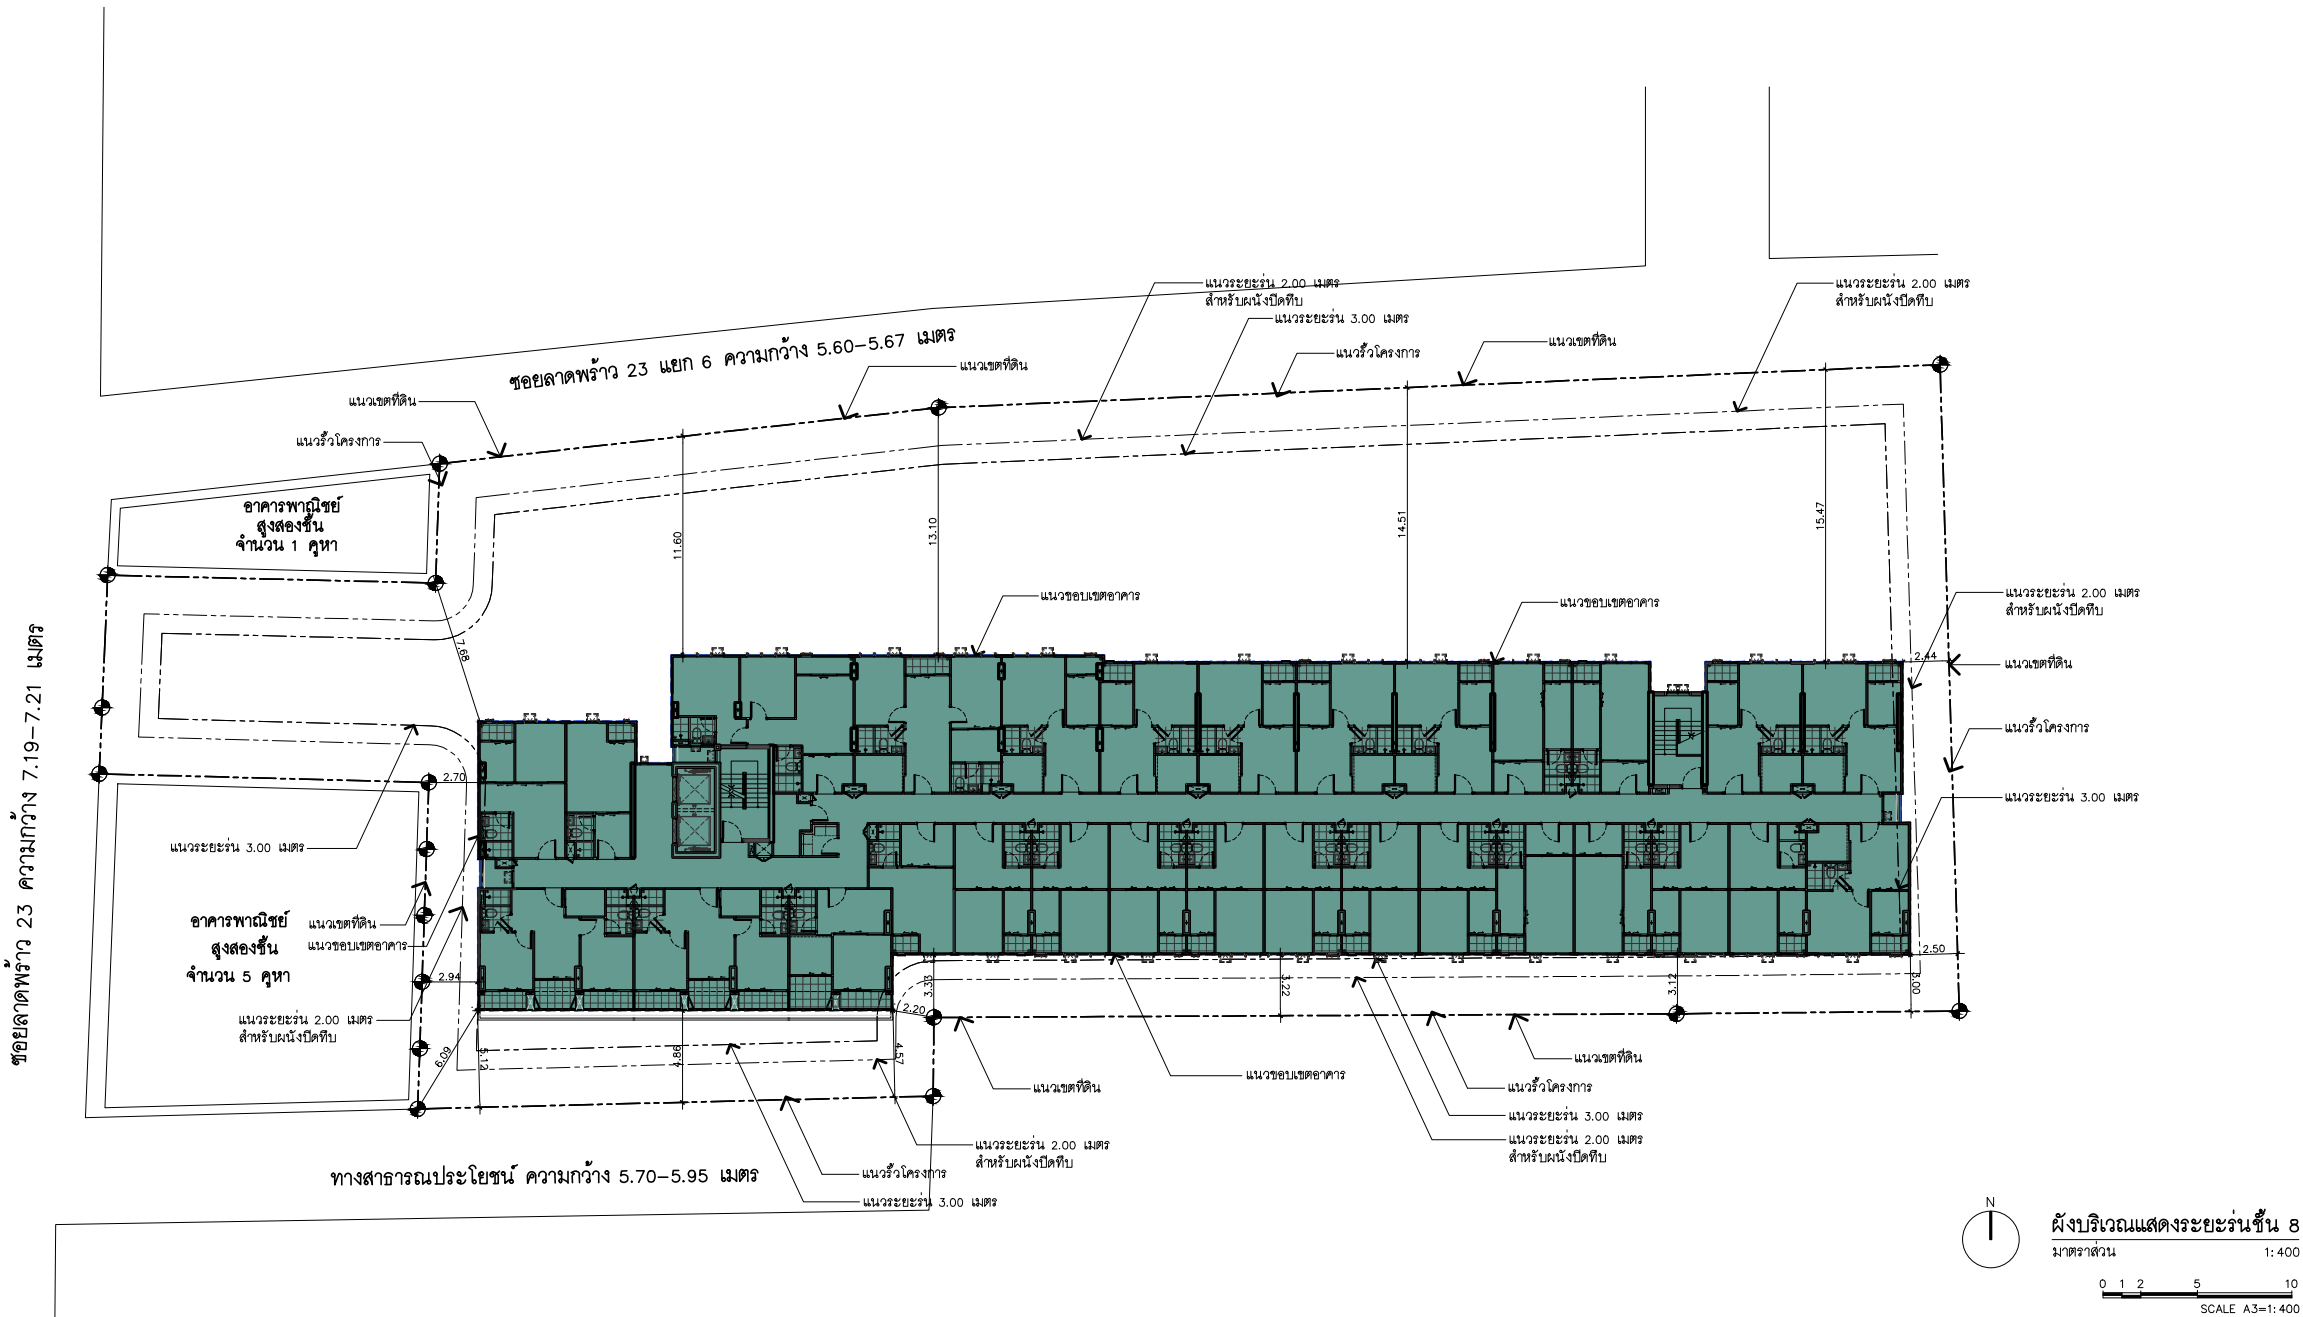 แนวระยะร่น 2.00 เมตร
สำหรับผนังปิดทึบ
แนวระยะร่น 2.00 เมตร
สำหรับผนังปิดทึบ
แนวระยะร่น 3.00 เมตร
แนวรั้วโครงการ
แนวเขตที่ดิน
ซอยลาดพร้าว 23 แยก 6 ความกว้าง 5.60-5.67 เมตร
แนวเขตที่ดิน
แนวเขตที่ดิน
แนวรั้วโครงการ
อาคารพาณิชย์
สูงสองชั้น
จำนวน 1 คูหา
11.60
13.10
14.51
15.47
แนวขอบเขตอาคาร
แนวขอบเขตอาคาร
แนวระยะร่น 2.00 เมตร
สำหรับผนังปิดทึบ
7.68
2.44
แนวเขตที่ดิน
แนวรั้วโครงการ
2.70
แนวระยะร่น 3.00 เมตร
แนวระยะร่น 3.00 เมตร
ซอยลาดพร้าว 23 ความกว้าง 7.19-7.21 เมตร
อาคารพาณิชย์
สูงสองชั้น
จำนวน 5 คูหา
แนวเขตที่ดิน
แนวขอบเขตอาคาร
2.94
2.50
3.33
3.22
3.12
3.00
2.20
แนวระยะร่น 2.00 เมตร
สำหรับผนังปิดทึบ
6.09
5.12
4.86
4.57
แนวเขตที่ดิน
แนวขอบเขตอาคาร
แนวเขตที่ดิน
แนวรั้วโครงการ
แนวระยะร่น 3.00 เมตร
แนวระยะร่น 2.00 เมตร
สำหรับผนังปิดทึบ
แนวระยะร่น 2.00 เมตร
สำหรับผนังปิดทึบ
แนวรั้วโครงการ
แนวระยะร่น 3.00 เมตร
ทางสาธารณประโยชน์ ความกว้าง 5.70-5.95 เมตร
N
ผังบริเวณแสดงระยะร่นชั้น 8
มาตราส่วน 1:400
0 1 2 5 10
SCALE A3=1:400